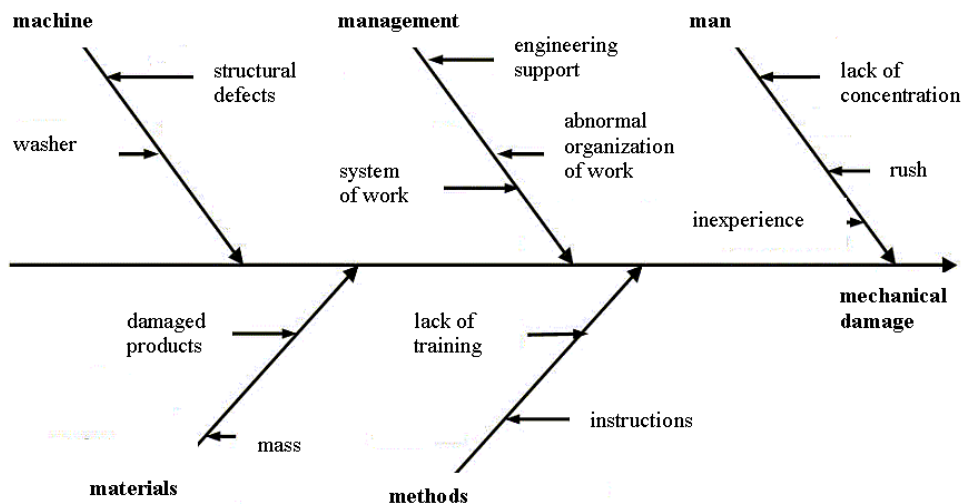 machine
management
man
structural
defects
engineering
support
lack of
concentration
washer
abnormal
organization
of work
system
of work
rush
inexperience
mechanical
damage
damaged
products
lack of
training
instructions
mass
materials
methods